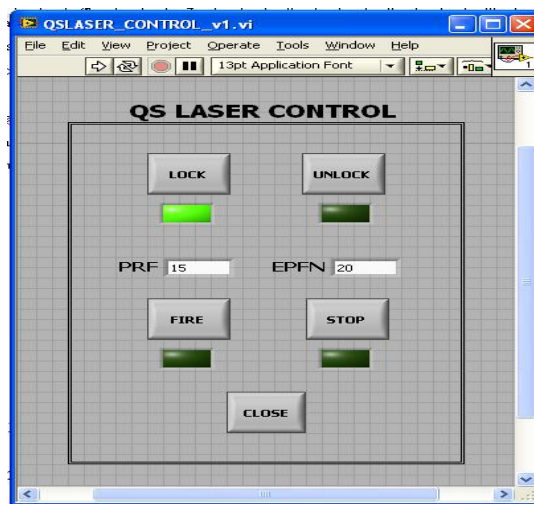 QSLASER_CONTROL_v1.vi
File Edit View Project Operate Tools Window Help
13pt Application Font
1
QS LASER CONTROL
LOCK UNLOCK
PRF 15 EPFN 20
FIRE STOP
CLOSE